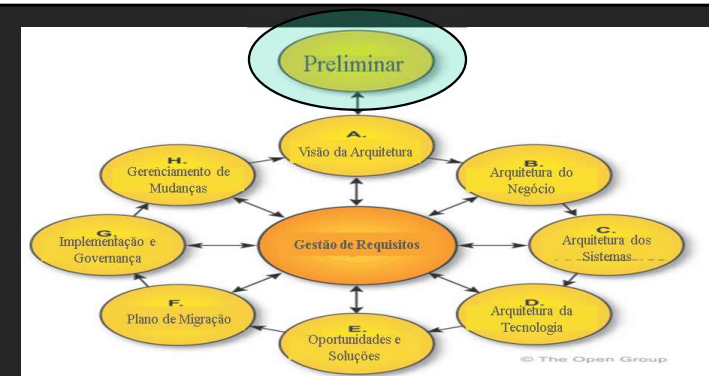 Preliminar
A.
Visão da Arquitetura
H.
Gerenciamento de
Mudanças
B.
Arquitetura do
Negócio
G.
Implementação e
Governança
Gestão de Requisitos
C.
Arquitetura dos
Sistemas
F.
Plano de Migração
D.
Arquitetura da
Tecnologia
E.
Oportunidades e
Soluções
© The Open Group